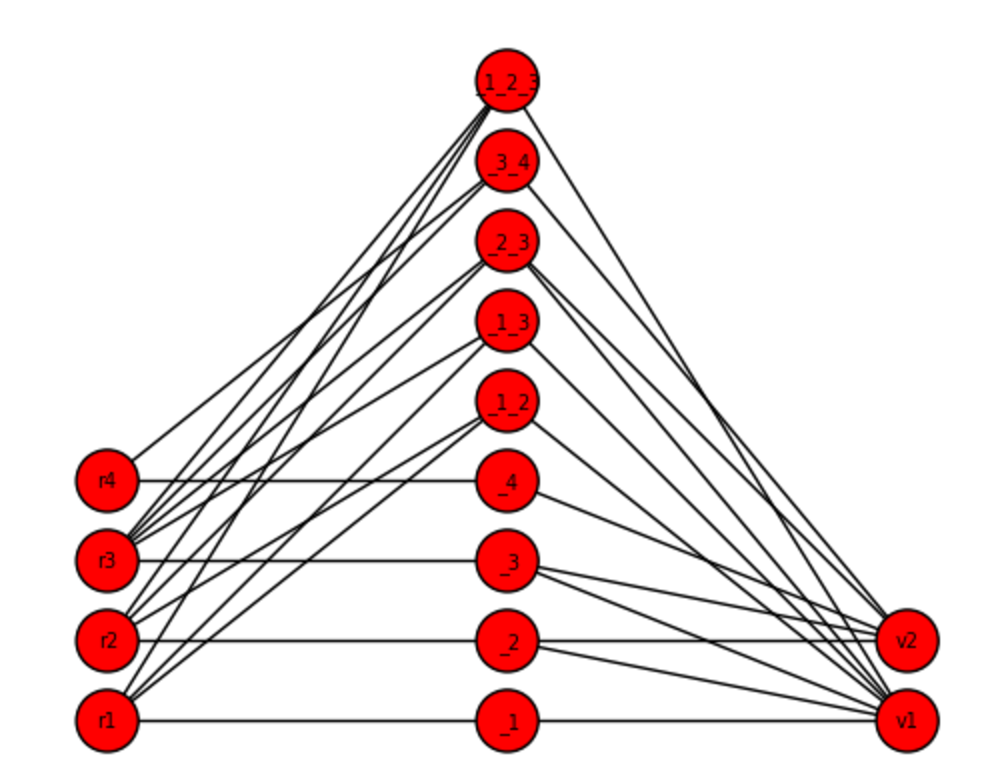 _1_2_3
_3_4
_2_3
_1_3
_1_2
r4
_4
r3
_3
r2
_2
v2
r1
_1
v1